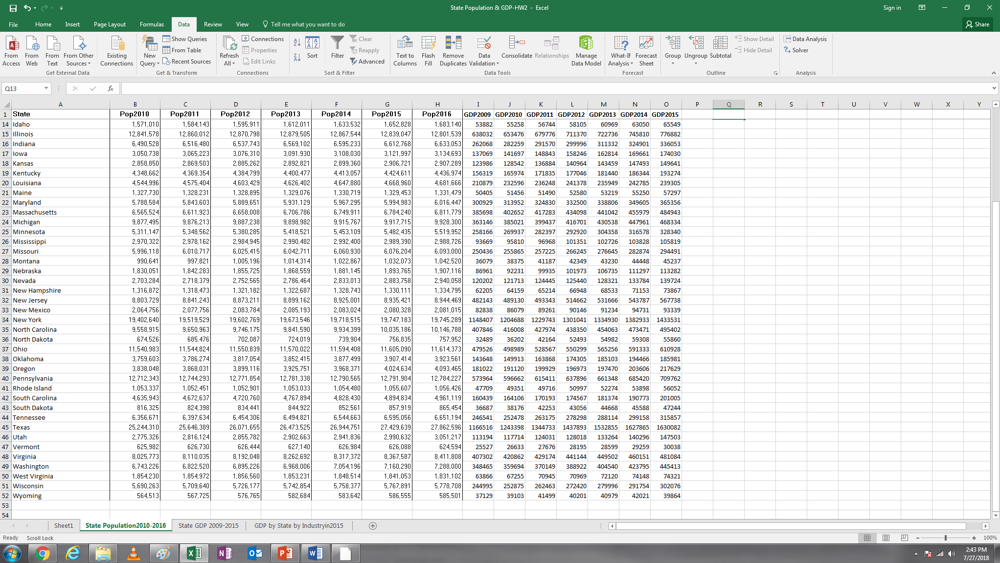 State Population & GDP-HW2 - Excel
Sign in
File Home Insert Page Layout Formulas Data Review View Tell me what you want to do
Share
From Access
From Web
From Text
From Other Sources
Existing Connections
Get External Data
New Query
Show Queries
From Table
Recent Sources
Get & Transform
Refresh All
Connections
Properties
Edit Links
Connections
Sort
Filter
Clear
Reapply
Advanced
Sort & Filter
Text to Columns
Flash Fill
Remove Duplicates
Data Validation
Consolidate
Relationships
Manage Data Model
Data Tools
What-If Analysis
Forecast Sheet
Forecast
Group
Ungroup
Subtotal
Show Detail
Hide Detail
Outline
Data Analysis
Solver
Analysis
Q13
fx
A B C D E F G H I J K L M N O P Q R S T U V W X Y
1 State Pop2010 Pop2011 Pop2012 Pop2013 Pop2014 Pop2015 Pop2016 GDP2009 GDP2010 GDP2011 GDP2012 GDP2013 GDP2014 GDP2015
14 Idaho 1,571,010 1,584,143 1,595,911 1,612,011 1,633,532 1,652,828 1,683,140 53882 55258 56744 58105 60969 63050 65549
15 Illinois 12,841,578 12,860,012 12,870,798 12,879,505 12,867,544 12,839,047 12,801,539 638032 653476 679776 711370 722736 745810 776882
16 Indiana 6,490,528 6,516,480 6,537,743 6,569,102 6,595,233 6,612,768 6,633,053 262068 282259 291570 299996 311332 324901 336053
17 Iowa 3,050,738 3,065,223 3,076,310 3,091,930 3,108,030 3,121,997 3,134,693 137069 141697 148843 158246 162814 169661 174030
18 Kansas 2,858,850 2,869,503 2,885,262 2,892,821 2,899,360 2,906,721 2,907,289 123986 128542 136884 140964 143459 147493 149641
19 Kentucky 4,348,662 4,369,354 4,384,799 4,400,477 4,413,057 4,424,611 4,436,974 156319 165974 171835 177046 181440 186344 193274
20 Louisiana 4,544,996 4,575,404 4,603,429 4,626,402 4,647,880 4,668,960 4,681,666 210879 232596 236248 241378 235949 242785 239305
21 Maine 1,327,730 1,328,231 1,328,895 1,329,076 1,330,719 1,329,453 1,331,479 50405 51456 51490 52580 53219 55250 57297
22 Maryland 5,788,584 5,843,603 5,889,651 5,931,129 5,967,295 5,994,983 6,016,447 300929 313952 324830 332500 338806 349605 365356
23 Massachusetts 6,565,524 6,611,923 6,658,008 6,706,786 6,749,911 6,784,240 6,811,779 385698 402652 417283 434098 441042 455979 484943
24 Michigan 9,877,495 9,876,213 9,887,238 9,898,982 9,915,767 9,917,715 9,928,300 363146 385021 399437 416701 430538 447961 468334
25 Minnesota 5,311,147 5,348,562 5,380,285 5,418,521 5,453,109 5,482,435 5,519,952 258166 269937 282397 292920 304358 316578 328340
26 Mississippi 2,970,322 2,978,162 2,984,945 2,990,482 2,992,400 2,989,390 2,988,726 93669 95810 96968 101351 102726 103828 105819
27 Missouri 5,996,118 6,010,717 6,025,415 6,042,711 6,060,930 6,076,204 6,093,000 250436 255865 257225 266245 276645 282874 294491
28 Montana 990,641 997,821 1,005,196 1,014,314 1,022,867 1,032,073 1,042,520 36079 38375 41187 42349 43230 44448 45237
29 Nebraska 1,830,051 1,842,283 1,855,725 1,868,559 1,881,145 1,893,765 1,907,116 86961 92231 99935 101973 106735 111297 113282
30 Nevada 2,703,284 2,718,379 2,752,565 2,786,464 2,833,013 2,883,758 2,940,058 120202 121713 124445 125440 128321 133784 139724
31 New Hampshire 1,316,872 1,318,473 1,321,182 1,322,687 1,328,743 1,330,111 1,334,795 62205 64159 65214 66948 68533 71153 73867
32 New Jersey 8,803,729 8,841,243 8,873,211 8,899,162 8,925,001 8,935,421 8,944,469 482143 489130 493343 514662 531666 543787 567738
33 New Mexico 2,064,756 2,077,756 2,083,784 2,085,193 2,083,024 2,080,328 2,081,015 82838 86079 89261 90146 91234 94731 93339
34 New York 19,402,640 19,519,529 19,602,769 19,673,546 19,718,515 19,747,183 19,745,289 1148407 1204688 1229743 1301041 1334930 1382933 1433531
35 North Carolina 9,558,915 9,650,963 9,746,175 9,841,590 9,934,399 10,035,186 10,146,788 407846 416008 427974 438350 454063 473471 495402
36 North Dakota 674,526 685,476 702,087 724,019 739,904 756,835 757,952 32489 36202 42164 52493 54982 59308 55860
37 Ohio 11,540,983 11,544,824 11,550,839 11,570,022 11,594,408 11,605,090 11,614,373 479526 498989 528567 550299 565256 591333 610928
38 Oklahoma 3,759,603 3,786,274 3,817,054 3,852,415 3,877,499 3,907,414 3,923,561 143648 149913 163868 174305 185103 194466 185981
39 Oregon 3,838,048 3,868,031 3,899,116 3,925,751 3,968,371 4,024,634 4,093,465 181022 191120 199929 196973 197470 203606 217629
40 Pennsylvania 12,712,343 12,744,293 12,771,854 12,781,338 12,790,565 12,791,904 12,784,227 573964 596662 615411 637896 661348 685420 709762
41 Rhode Island 1,053,337 1,052,451 1,052,901 1,053,033 1,054,480 1,055,607 1,056,426 47709 49351 49716 50997 52274 53898 56052
42 South Carolina 4,635,943 4,672,637 4,720,760 4,767,894 4,828,430 4,894,834 4,961,119 160439 164106 170193 174567 181374 190773 201005
43 South Dakota 816,325 824,398 834,441 844,922 852,561 857,919 865,454 36687 38176 42253 43056 44668 45588 47244
44 Tennessee 6,356,671 6,397,634 6,454,306 6,494,821 6,544,663 6,595,056 6,651,194 246541 252478 263175 278298 288114 299158 315857
45 Texas 25,244,310 25,646,389 26,071,655 26,473,525 26,944,751 27,429,639 27,862,596 1166516 1243398 1344733 1437893 1532855 1627865 1630082
46 Utah 2,775,326 2,816,124 2,855,782 2,902,663 2,941,836 2,990,632 3,051,217 113194 117714 124031 128018 133264 140296 147503
47 Vermont 625,982 626,730 626,444 627,140 626,984 626,088 624,594 25527 26633 27676 28195 28599 29259 30038
48 Virginia 8,025,773 8,110,035 8,192,048 8,262,692 8,317,372 8,367,587 8,411,808 407302 420862 429174 441144 449502 460151 481084
49 Washington 6,743,226 6,822,520 6,895,226 6,968,006 7,054,196 7,160,290 7,288,000 348465 359694 370149 388922 404540 423795 445413
50 West Virginia 1,854,230 1,854,972 1,856,560 1,853,231 1,848,514 1,841,053 1,831,102 63866 67255 70945 70969 72120 74148 74321
51 Wisconsin 5,690,263 5,709,640 5,726,177 5,742,854 5,758,377 5,767,891 5,778,708 244995 252875 262463 272420 279996 291754 302076
52 Wyoming 564,513 567,725 576,765 582,684 583,642 586,555 585,501 37129 39103 41499 40201 40979 42021 39864
53
54
Sheet1 State Population2010-2016 State GDP 2009-2015 GDP by State by Industryin2015
Ready Scroll Lock
100%
2:43 PM
7/27/2018